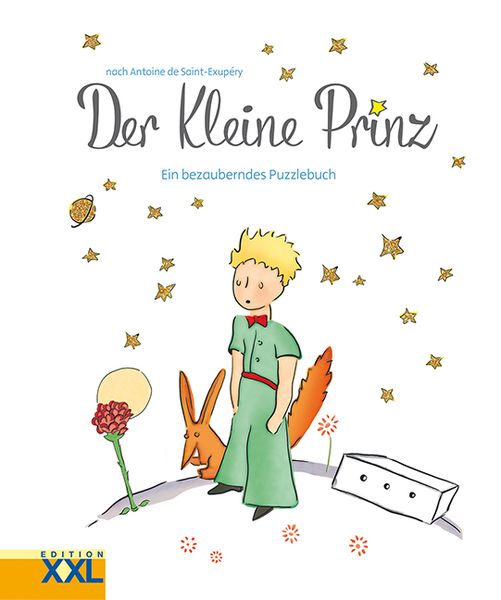 nach Antoine de Saint-Exupéry
Der Kleine Prinz
Ein bezauberndes Puzzlebuch
EDITION
XXL